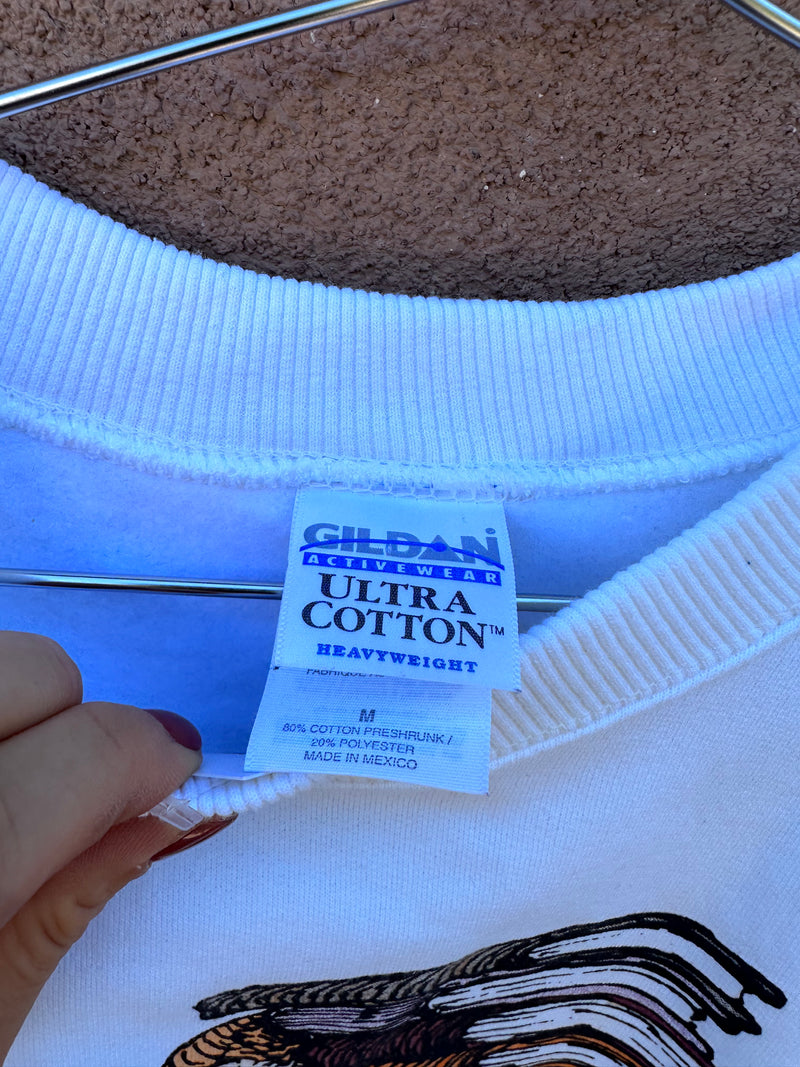 GILDAN
ACTIVEWEAR
ULTRA
COTTON™
HEAVYWEIGHT
M
80% COTTON PRESHRUNK /
20% POLYESTER
MADE IN MEXICO